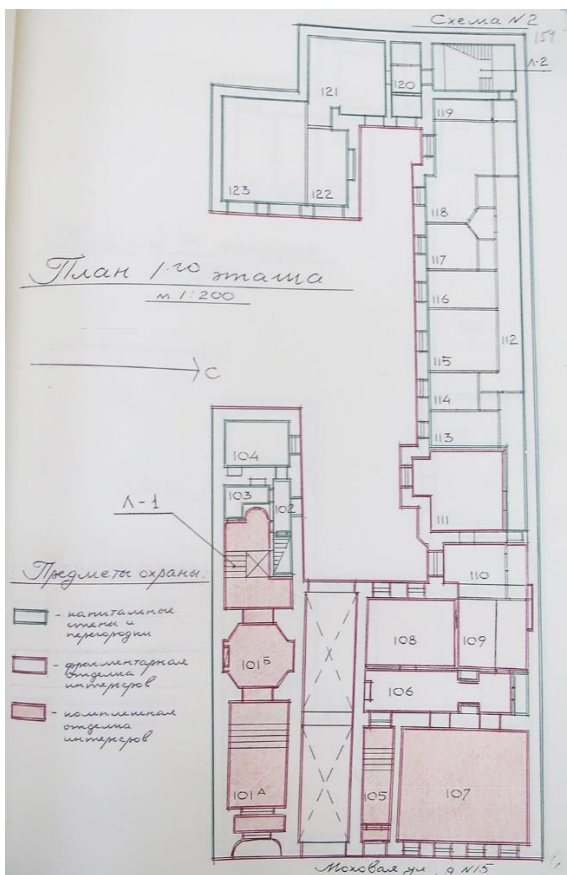 Схема N2
159
Л-2
121
120
119
123
122
118
План 1-го этажа
м 1:200
117
116
112
115
С
114
113
104
103
102
111
Л-1
110
Предметы охраны:
- капитальные
стены и
перегородки
108
109
101Б
- фрагментарная
отделка
интерьеров
106
- комплексная
отделка
интерьеров
101А
105
107
Моховая ул., д. N15